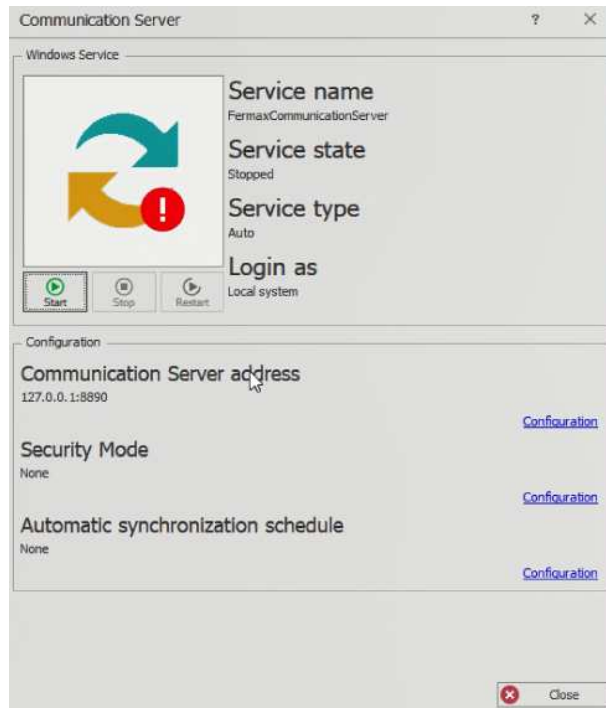 Communication Server
?
Windows Service
Service name
FermaxCommunicationServer
Service state
Stopped
Service type
Auto
Login as
Local system
Start
Stop
Restart
Configuration
Communication Server address
127.0.0.1:8890
Configuration
Security Mode
None
Configuration
Automatic synchronization schedule
None
Configuration
Close